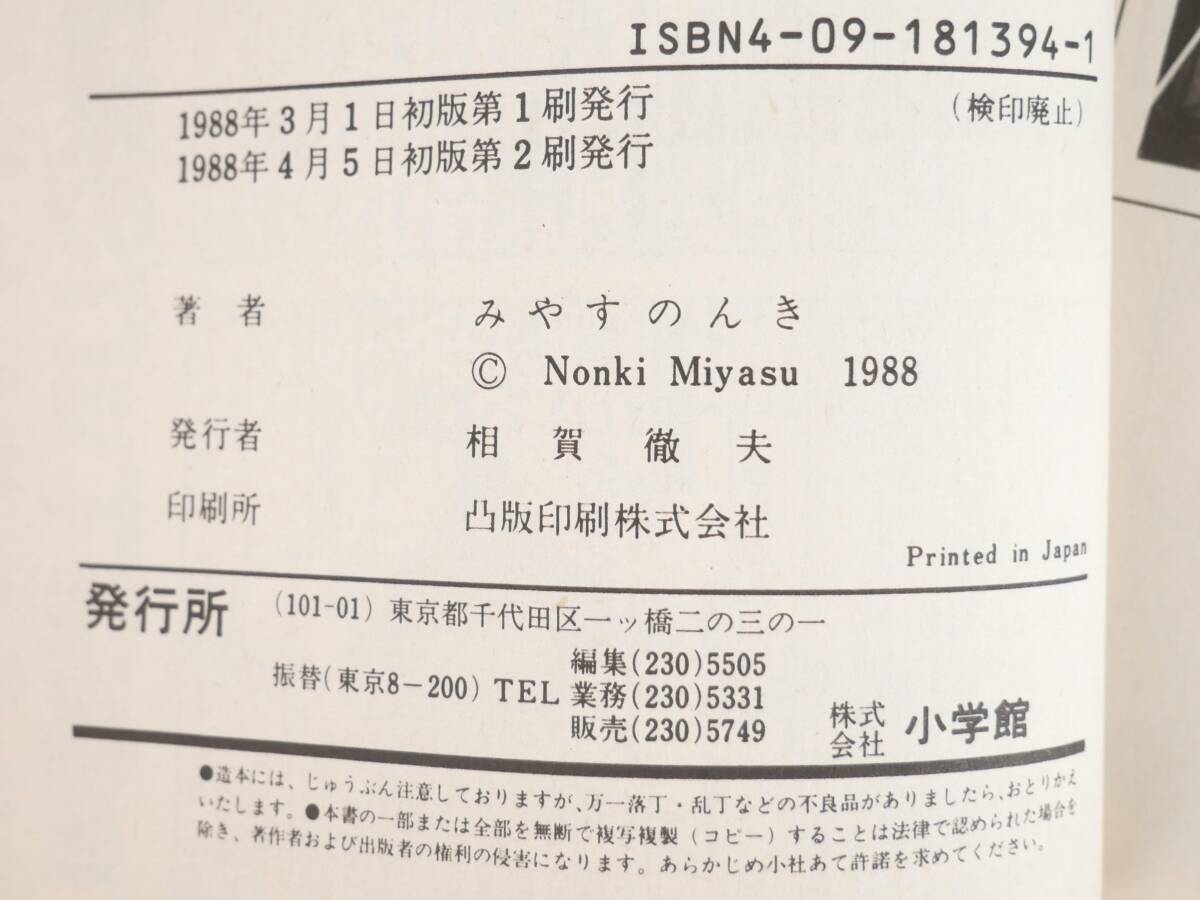 ISBN4-09-181394-1
1988年3月1日初版第1刷発行 (検印廃止)
1988年4月5日初版第2刷発行
著者 みやすのんき
© Nonki Miyasu 1988
発行者 相賀徹夫
印刷所 凸版印刷株式会社
Printed in Japan
発行所 (101-01) 東京都千代田区一ッ橋二の三の一
編集(230)5505
振替(東京8-200) TEL 業務(230)5331
販売(230)5749
株式会社 小学館
●造本には、じゅうぶん注意しておりますが、万一落丁・乱丁などの不良品がありましたら、おとりかえ
いたします。●本書の一部または全部を無断で複写複製(コピー)することは法律で認められた場合を
除き、著作者および出版者の権利の侵害になります。あらかじめ小社あて許諾を求めてください。